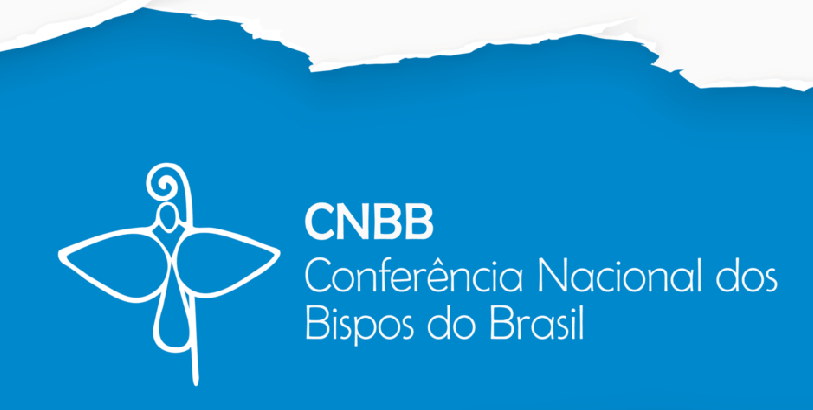 CNBB
Conferência Nacional dos
Bispos do Brasil